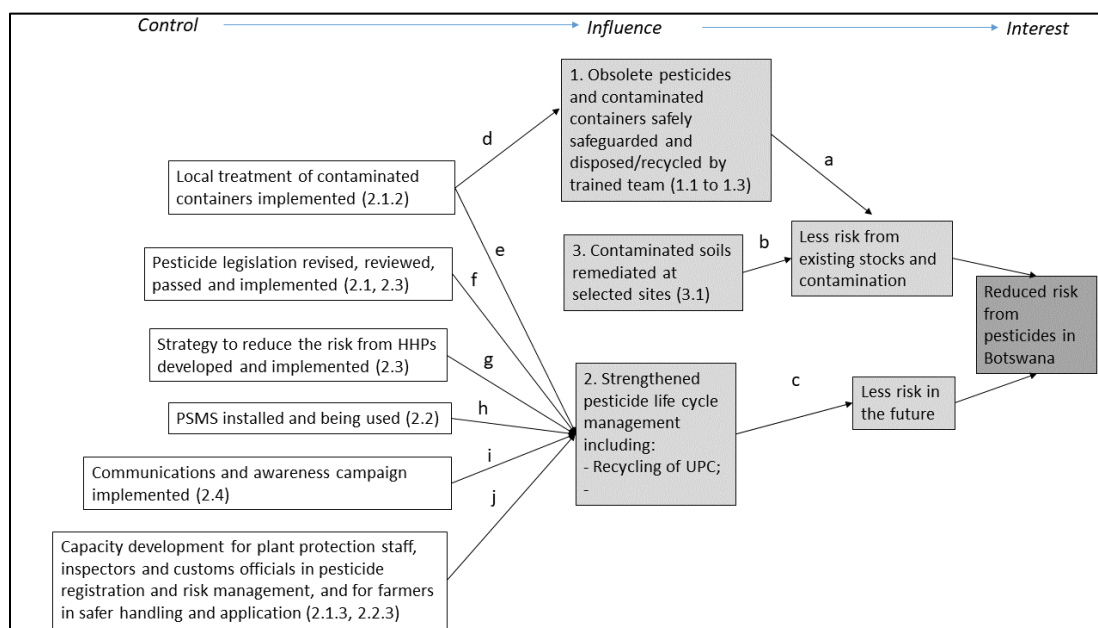 Control
Influence
Interest
1. Obsolete pesticides
and contaminated
containers safely
safeguarded and
disposed/recycled by
trained team (1.1 to 1.3)
d
a
Local treatment of contaminated
containers implemented (2.1.2)
e
b
3. Contaminated soils
remediated at
selected sites (3.1)
Less risk from
existing stocks and
contamination
Pesticide legislation revised, reviewed,
passed and implemented (2.1, 2.3)
f
Reduced risk
from
pesticides in
Botswana
Strategy to reduce the risk from HHPs
developed and implemented (2.3)
g
2. Strengthened
pesticide life cycle
management
including:
- Recycling of UPC;
-
c
Less risk in
the future
PSMS installed and being used (2.2)
h
Communications and awareness campaign
implemented (2.4)
i
j
Capacity development for plant protection staff,
inspectors and customs officials in pesticide
registration and risk management, and for farmers
in safer handling and application (2.1.3, 2.2.3)